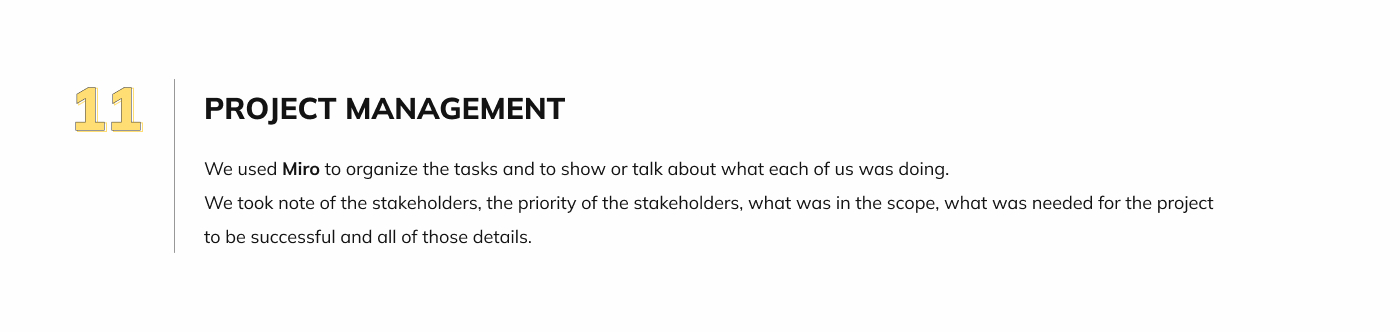 11
PROJECT MANAGEMENT
We used Miro to organize the tasks and to show or talk about what each of us was doing.
We took note of the stakeholders, the priority of the stakeholders, what was in the scope, what was needed for the project
to be successful and all of those details.